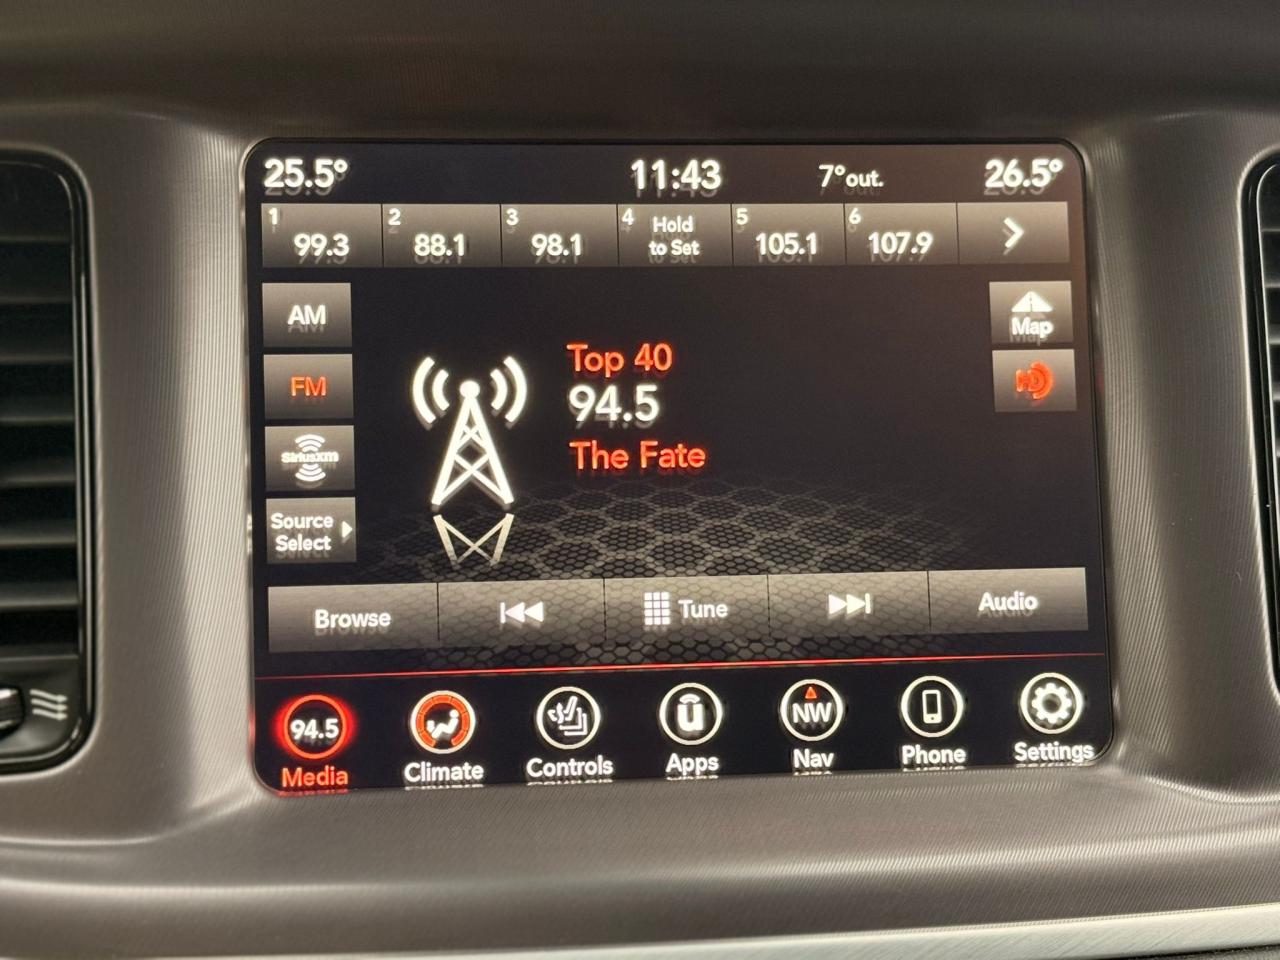 25.5° 11:43 7°out. 26.5°
1 99.3 2 88.1 3 98.1 4 Hold to Set 5 105.1 6 107.9
AM
Map
FM
HD
Top 40
94.5
The Fate
SiriusXM
Source
Select
Browse Tune Audio
94.5 NW
Media Climate Controls Apps Nav Phone Settings